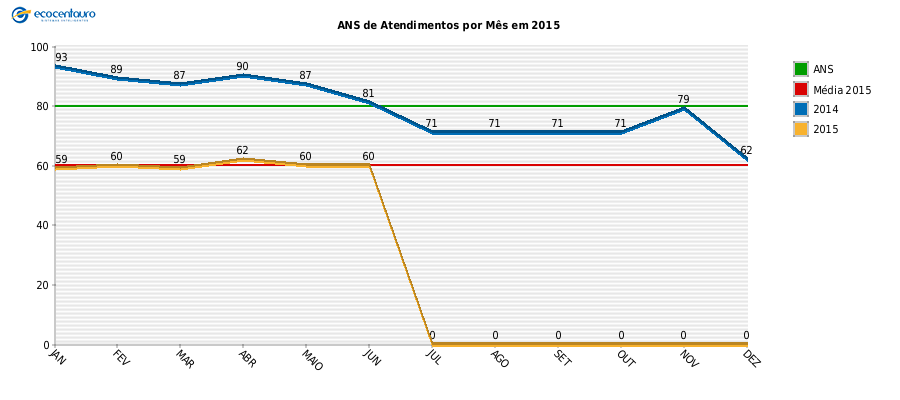 ecocentauro
ANS de Atendimentos por Mês em 2015
100
80
60
40
20
0
93
89
87
90
87
81
71
71
71
71
79
62
59
60
59
62
60
60
0
0
0
0
0
0
JAN
FEV
MAR
ABR
MAIO
JUN
JUL
AGO
SET
OUT
NOV
DEZ
ANS
Média 2015
2014
2015